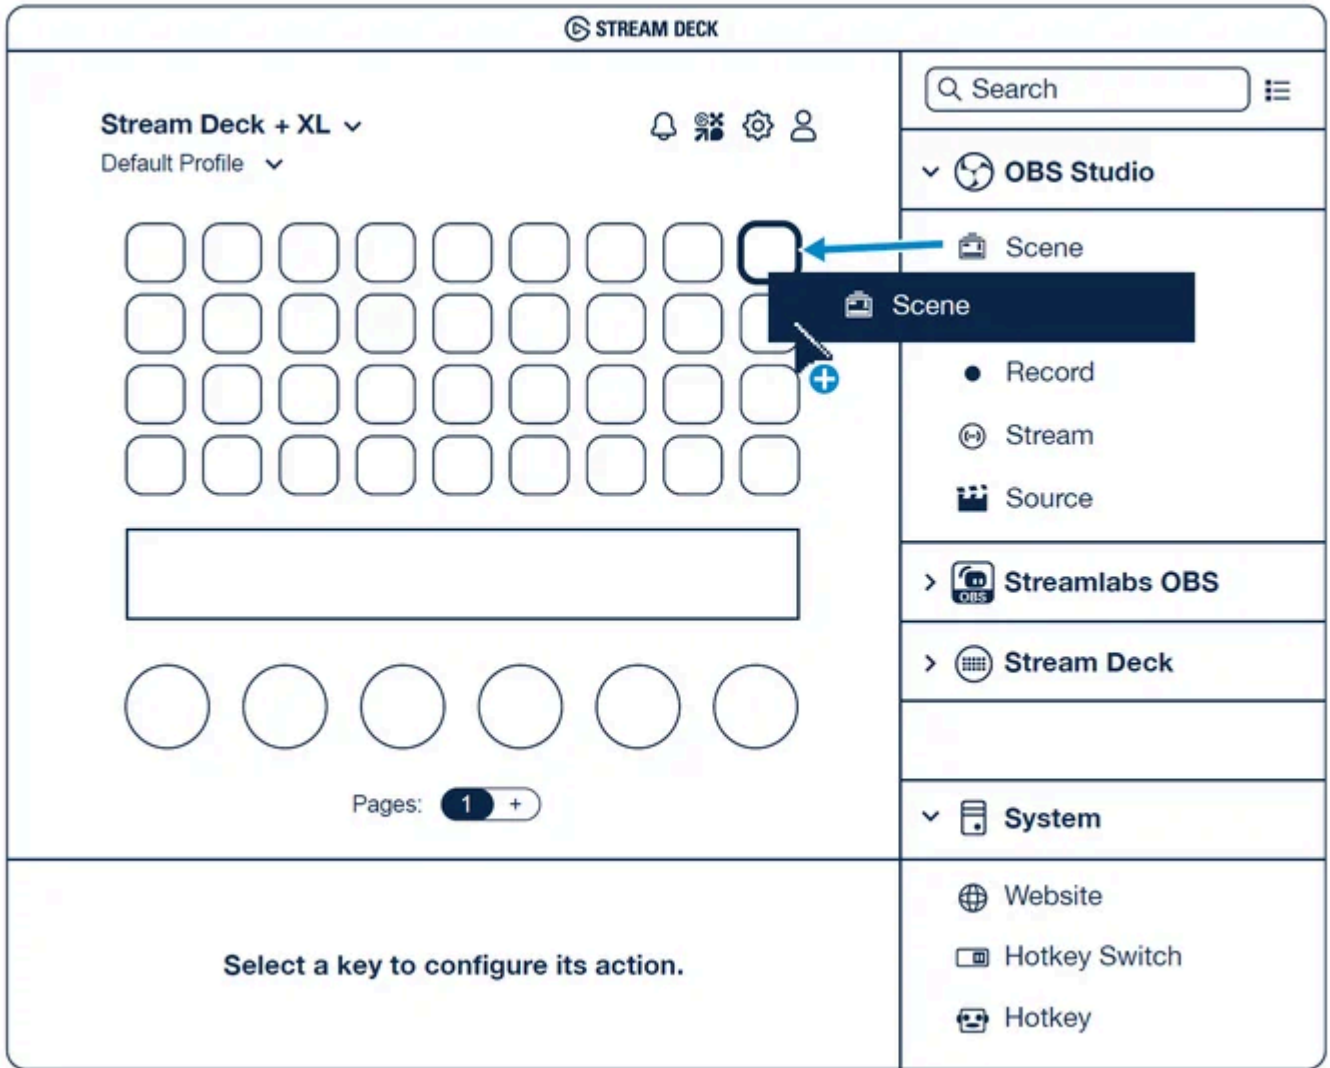 STREAM DECK
Stream Deck + XL
Default Profile
Pages: 1 +
Select a key to configure its action.
Search
OBS Studio
Scene
Scene
Record
Stream
Source
OBS
Streamlabs OBS
Stream Deck
System
Website
Hotkey Switch
Hotkey